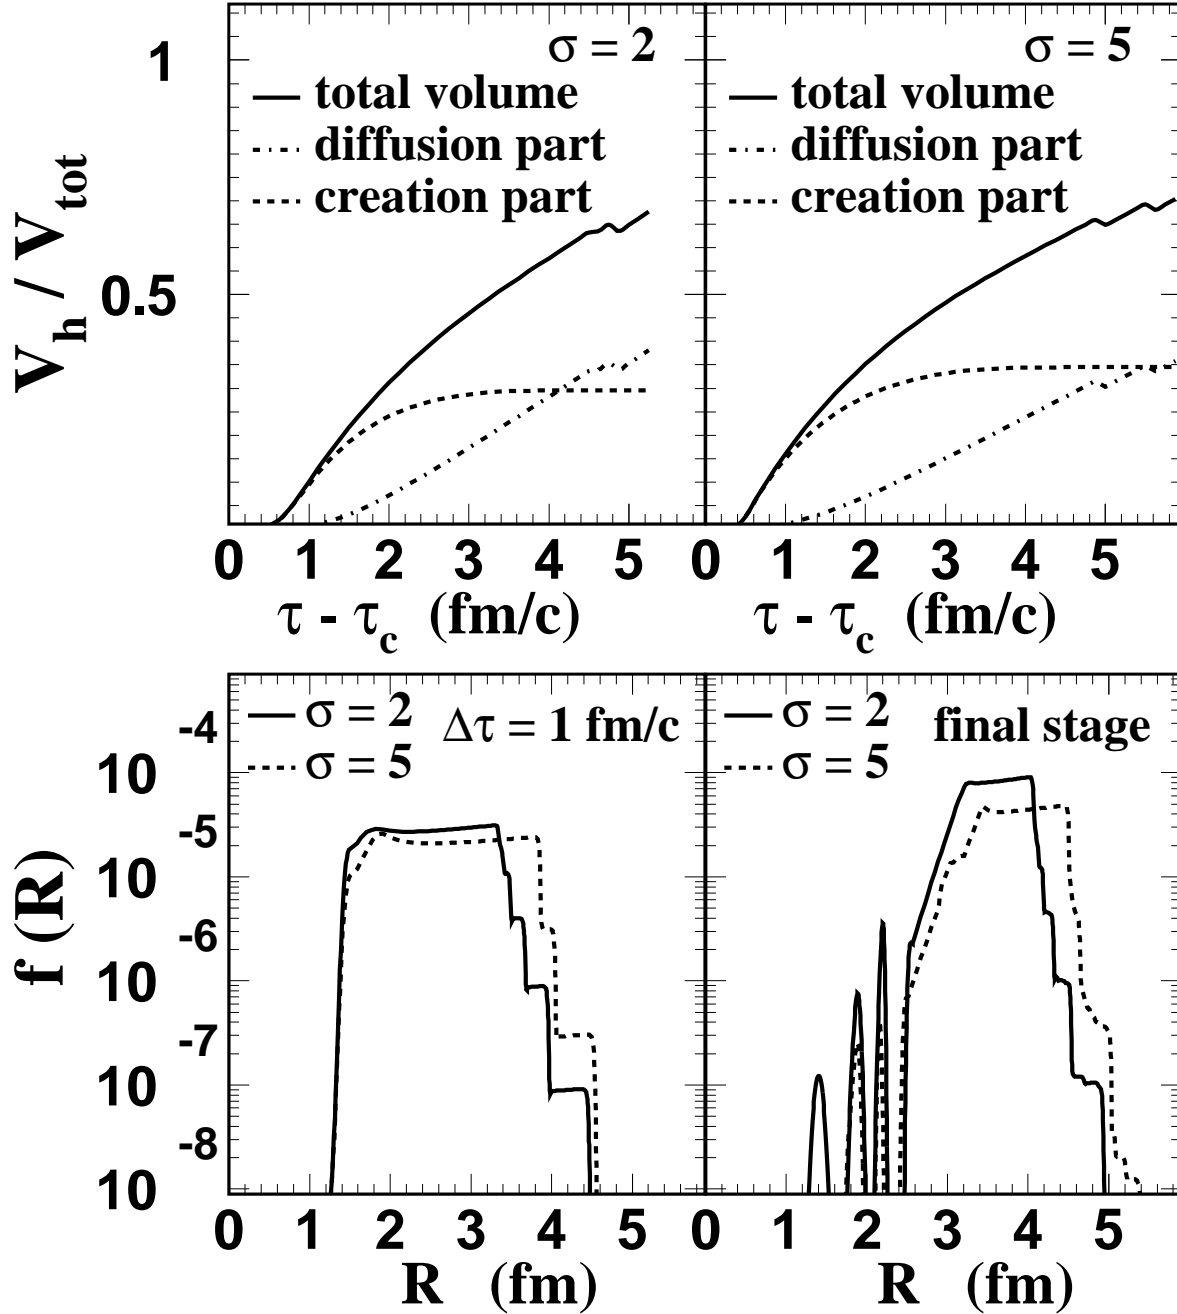 V_h / V_tot
1
0.5
σ = 2
total volume
diffusion part
creation part
0 1 2 3 4 5
τ - τ_c (fm/c)
σ = 5
total volume
diffusion part
creation part
0 1 2 3 4 5
τ - τ_c (fm/c)
f (R)
10 -4
10 -5
10 -6
10 -7
10 -8
σ = 2
σ = 5
Δτ = 1 fm/c
0 1 2 3 4 5
R (fm)
σ = 2
σ = 5
final stage
0 1 2 3 4 5
R (fm)